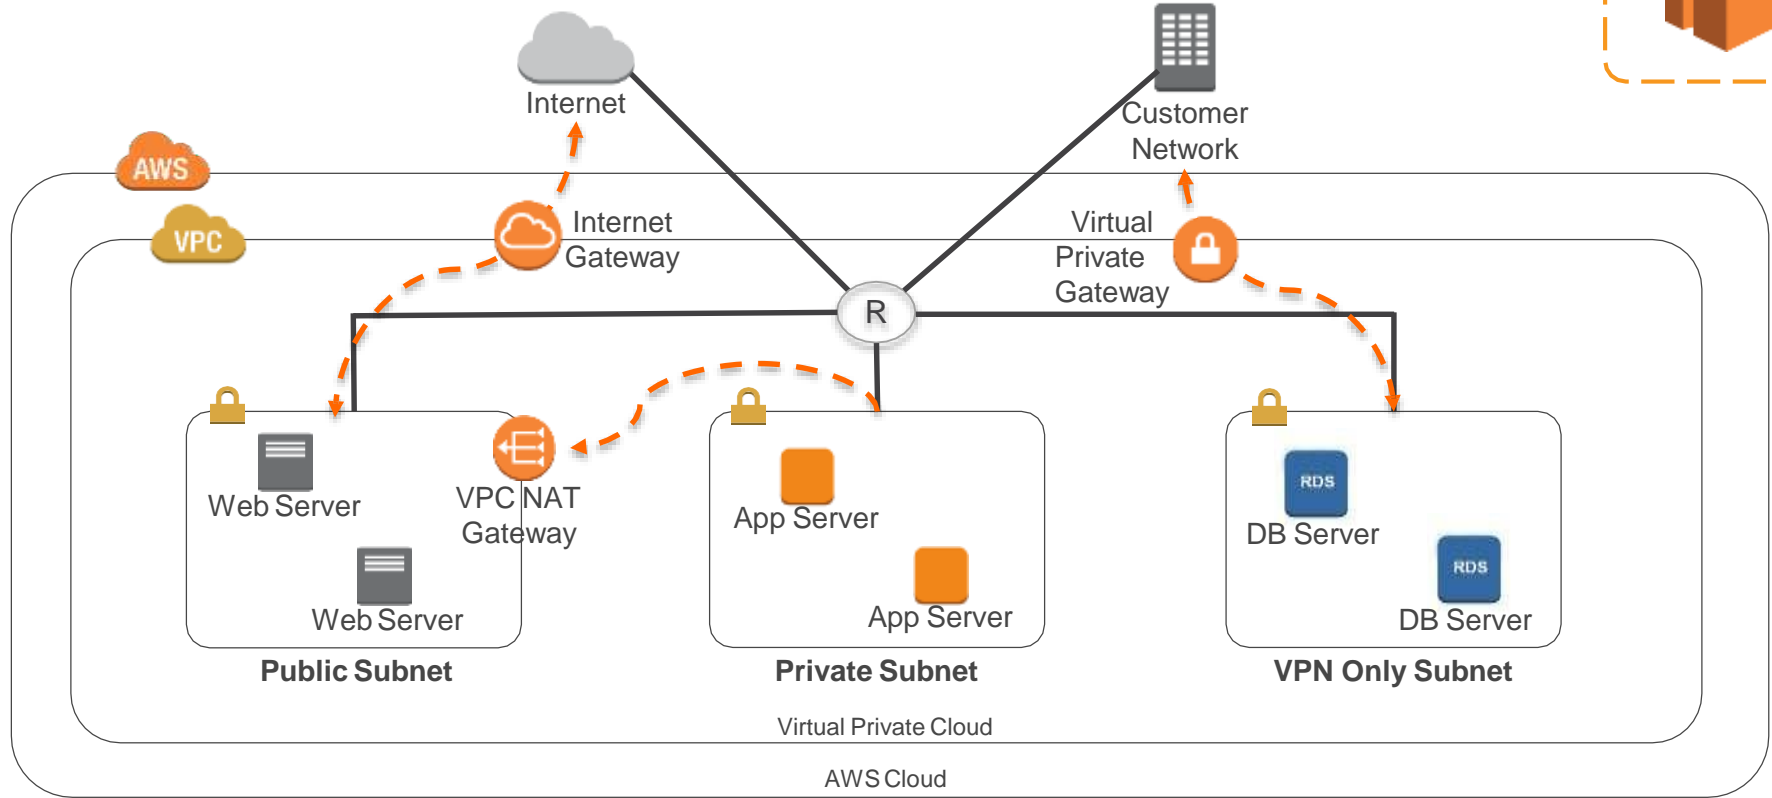 Internet
Customer
Network
AWS
VPC
Internet
Gateway
Virtual
Private
Gateway
R
Web Server
VPC NAT
Gateway
Web Server
App Server
App Server
RDS
DB Server
RDS
DB Server
Public Subnet
Private Subnet
VPN Only Subnet
Virtual Private Cloud
AWS Cloud